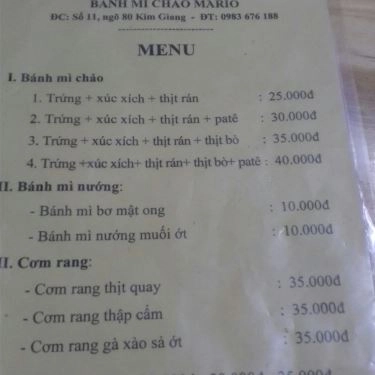 BÁNH MÌ CHẢO MARIO
ĐC: Số 11, ngõ 80 Kim Giang - ĐT: 0983 676 188
MENU
I. Bánh mì chảo
1. Trứng + xúc xích + thịt rán : 25.000đ
2. Trứng + xúc xích + thịt rán + patê : 30.000đ
3. Trứng + xúc xích + thịt rán + thịt bò : 35.000đ
4. Trứng +xúc xích+ thịt rán+ thịt bò+ patê : 40.000đ
II. Bánh mì nướng:
- Bánh mì bơ mật ong : 10.000đ
- Bánh mì nướng muối ớt : 10.000đ
II. Cơm rang:
- Cơm rang thịt quay : 35.000đ
- Cơm rang thập cẩm : 35.000đ
- Cơm rang gà xào sả ớt : 35.000đ